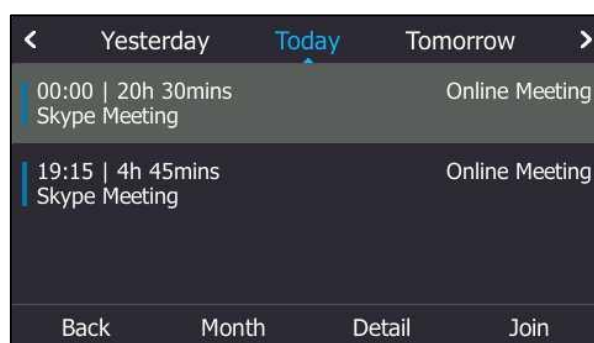 < Yesterday Today Tomorrow >
00:00 | 20h 30mins Online Meeting
Skype Meeting
19:15 | 4h 45mins Online Meeting
Skype Meeting
Back Month Detail Join